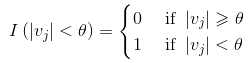 I (|v_j| < θ) = { 0 if |v_j| ⩾ θ
1 if |v_j| < θ